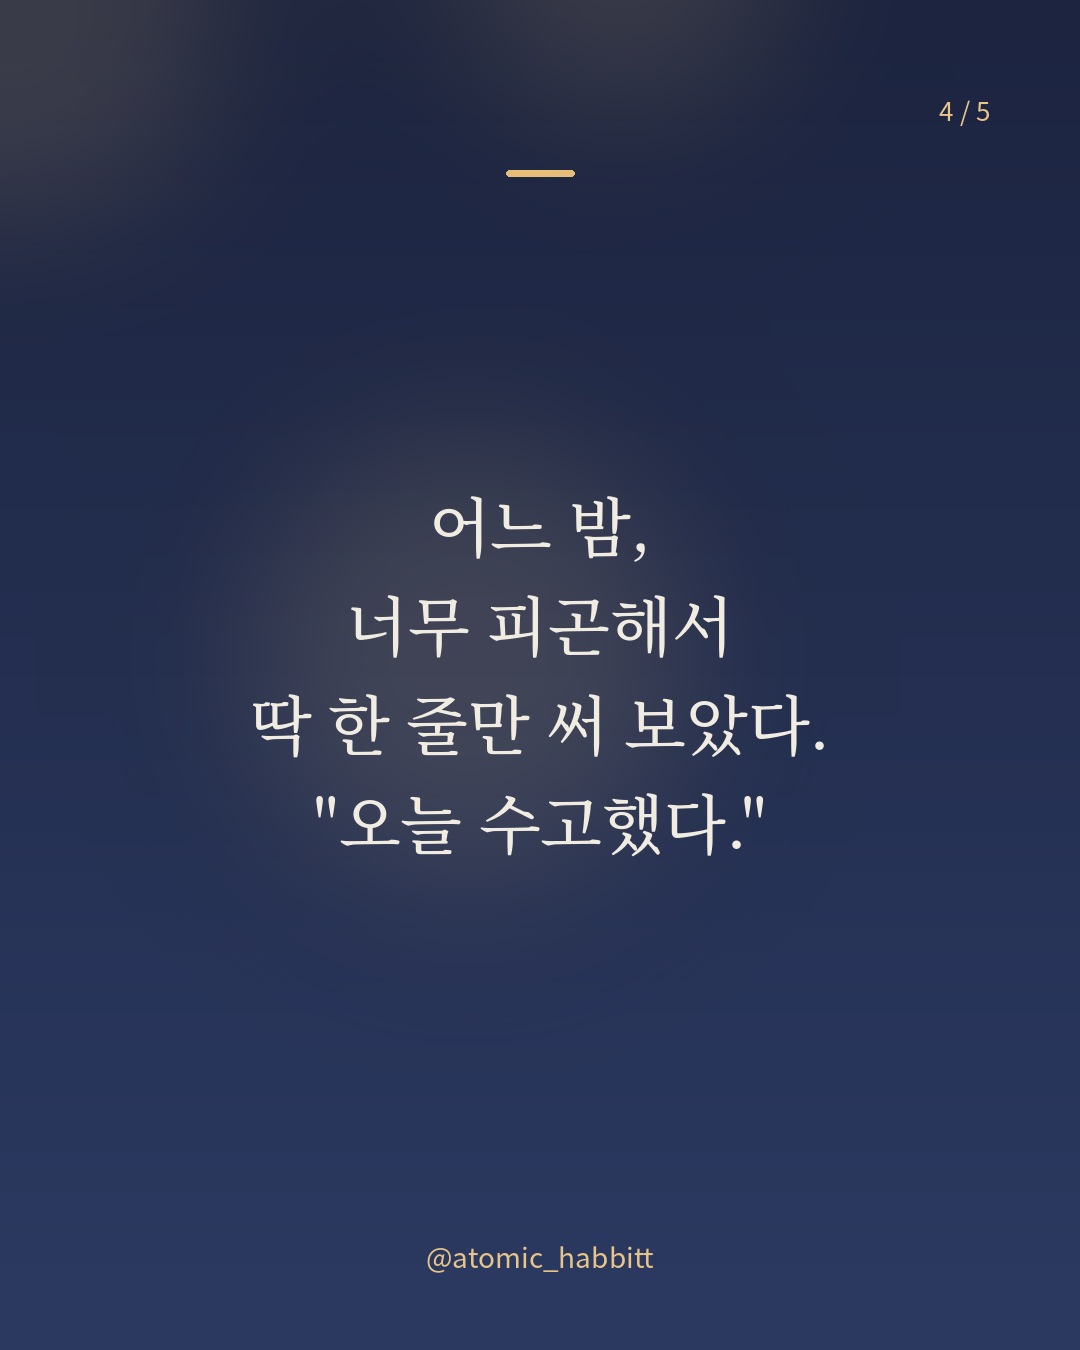 4 / 5
어느 밤,
너무 피곤해서
딱 한 줄만 써 보았다.
"오늘 수고했다."
@atomic_habbitt